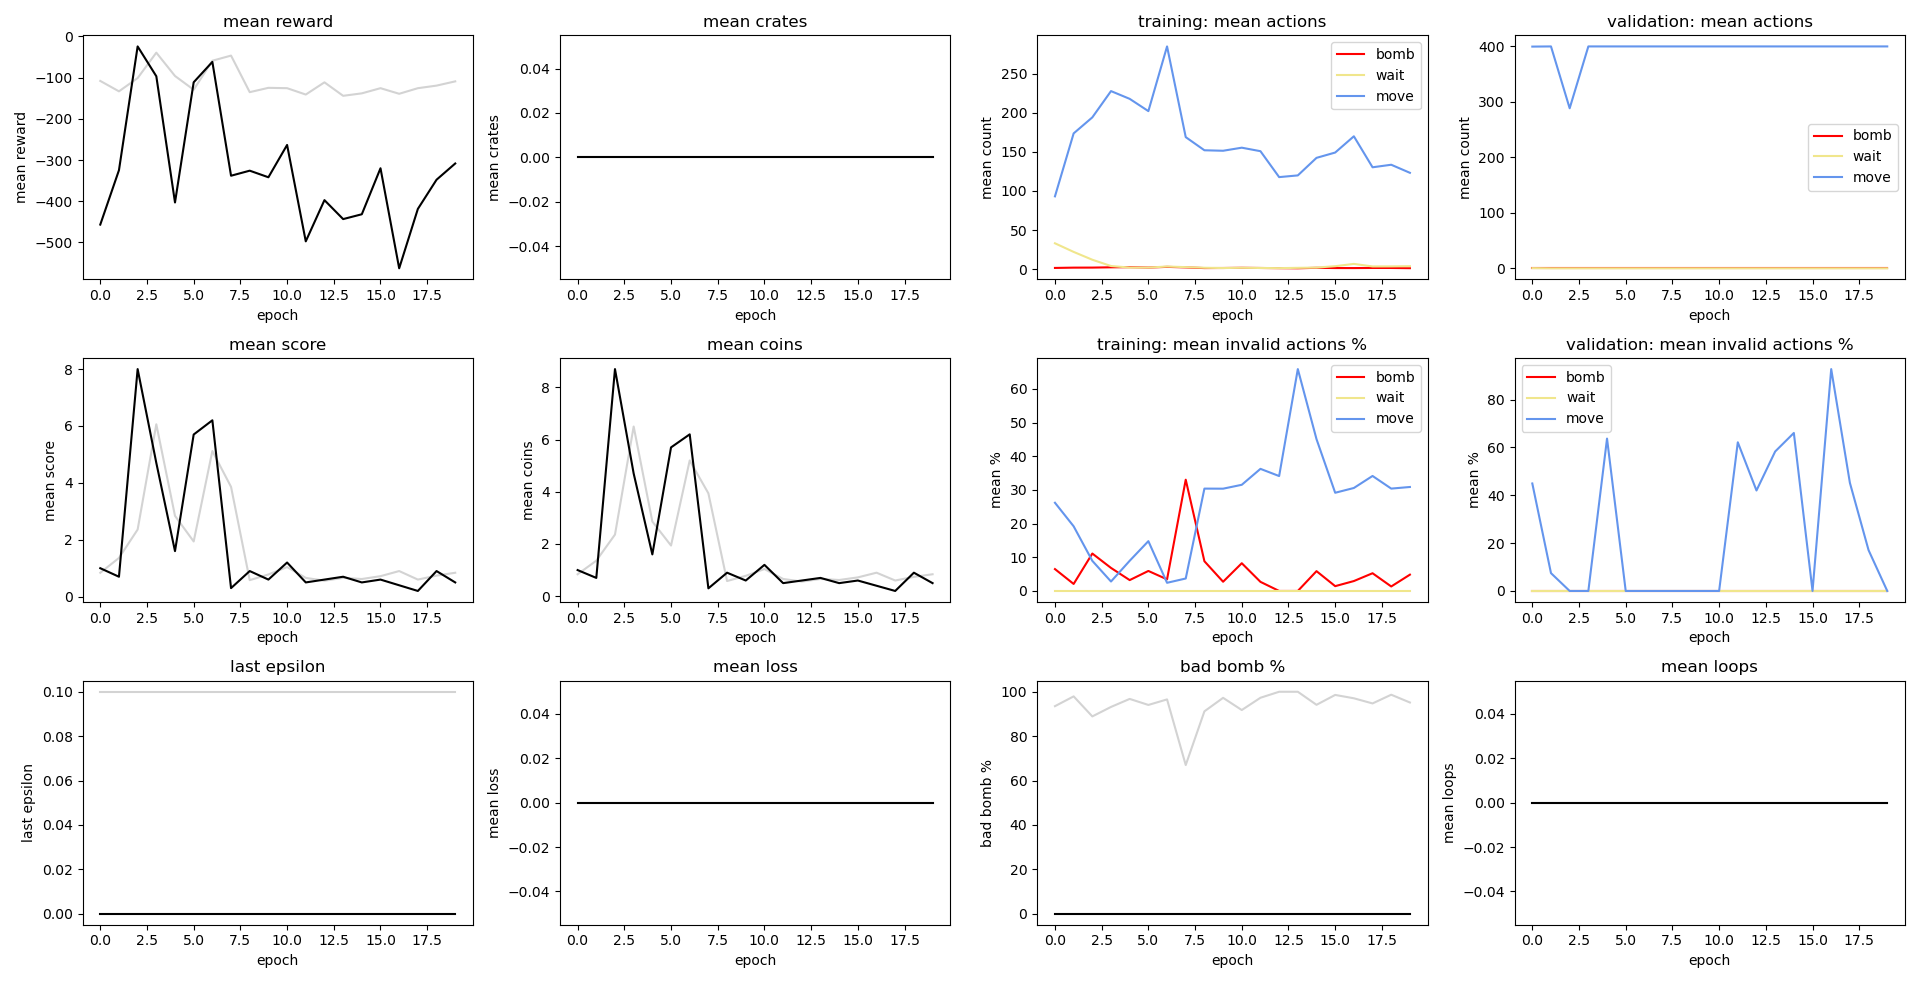 mean reward
mean reward
0
−100
−200
−300
−400
−500
0.0 2.5 5.0 7.5 10.0 12.5 15.0 17.5
epoch
mean crates
mean crates
0.04
0.02
0.00
−0.02
−0.04
0.0 2.5 5.0 7.5 10.0 12.5 15.0 17.5
epoch
training: mean actions
mean count
250
200
150
100
50
0
bomb
wait
move
0.0 2.5 5.0 7.5 10.0 12.5 15.0 17.5
epoch
validation: mean actions
mean count
400
300
200
100
0
bomb
wait
move
0.0 2.5 5.0 7.5 10.0 12.5 15.0 17.5
epoch
mean score
mean score
8
6
4
2
0
0.0 2.5 5.0 7.5 10.0 12.5 15.0 17.5
epoch
mean coins
mean coins
8
6
4
2
0
0.0 2.5 5.0 7.5 10.0 12.5 15.0 17.5
epoch
training: mean invalid actions %
mean %
60
50
40
30
20
10
0
bomb
wait
move
0.0 2.5 5.0 7.5 10.0 12.5 15.0 17.5
epoch
validation: mean invalid actions %
mean %
80
60
40
20
0
bomb
wait
move
0.0 2.5 5.0 7.5 10.0 12.5 15.0 17.5
epoch
last epsilon
last epsilon
0.10
0.08
0.06
0.04
0.02
0.00
0.0 2.5 5.0 7.5 10.0 12.5 15.0 17.5
epoch
mean loss
mean loss
0.04
0.02
0.00
−0.02
−0.04
0.0 2.5 5.0 7.5 10.0 12.5 15.0 17.5
epoch
bad bomb %
bad bomb %
100
80
60
40
20
0
0.0 2.5 5.0 7.5 10.0 12.5 15.0 17.5
epoch
mean loops
mean loops
0.04
0.02
0.00
−0.02
−0.04
0.0 2.5 5.0 7.5 10.0 12.5 15.0 17.5
epoch